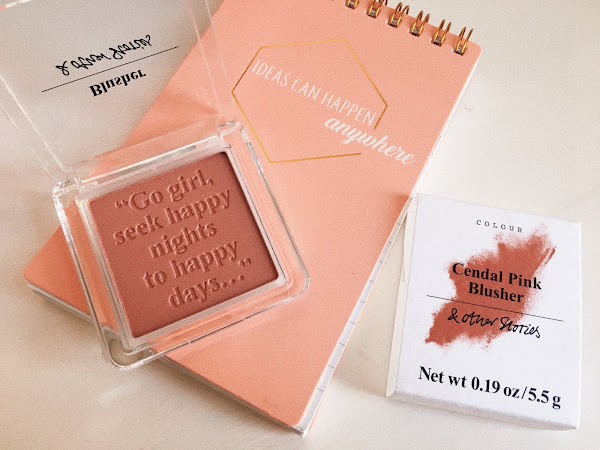 & other Stories
Blusher
IDEAS CAN HAPPEN
anywhere
“Go girl,
seek happy
nights
to happy
days...”
COLOUR
Cendal Pink
Blusher
& other Stories
Net wt 0.19 oz/5.5 g